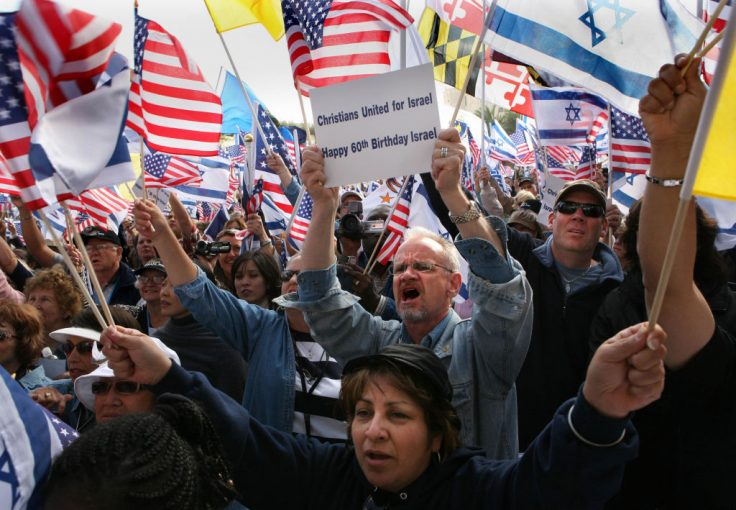 Christians United for Israel
Happy 60th Birthday Israel